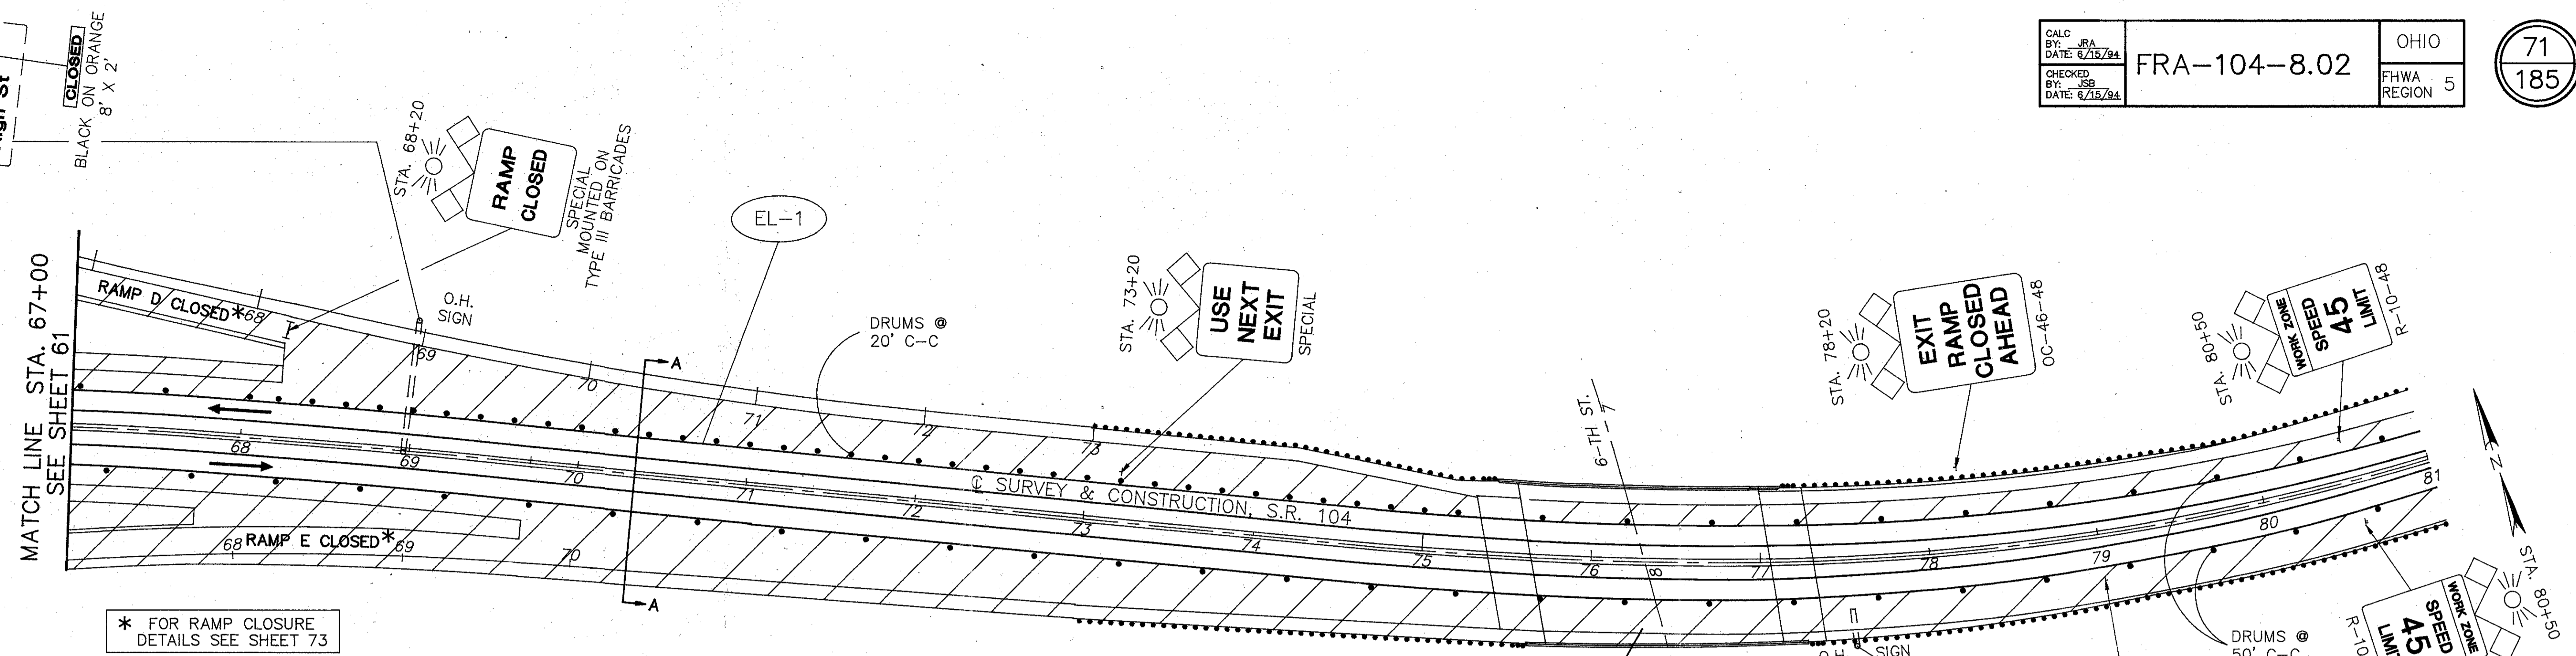 CALC
BY: JRA
DATE: 6/15/94
CHECKED
BY: JSB
DATE: 6/15/94
FRA-104-8.02
OHIO
FHWA
REGION 5
71
185
CLOSED
BLACK ON ORANGE
8' X 2'
St
STA. 68+20
RAMP
CLOSED
SPECIAL
MOUNTED ON
TYPE III BARRICADES
EL-1
MATCH LINE STA. 67+00
SEE SHEET 61
RAMP D CLOSED*
68
O.H.
SIGN
69
70
71
72
73
A
DRUMS @
20' C-C
STA. 73+20
USE
NEXT
EXIT
SPECIAL
6-TH ST.
7
8
STA. 78+20
EXIT
RAMP
CLOSED
AHEAD
OC-46-48
STA. 80+50
WORK ZONE
SPEED
LIMIT
45
R-10-48
N
68
69
70
71
72
73
74
75
76
77
78
79
80
81
℄ SURVEY & CONSTRUCTION, S.R. 104
RAMP E CLOSED*
68
69
70
A
* FOR RAMP CLOSURE
DETAILS SEE SHEET 73
O.H.
SIGN
DRUMS @
50' C-C
R-10
WORK ZONE
SPEED
45
STA. 80+50